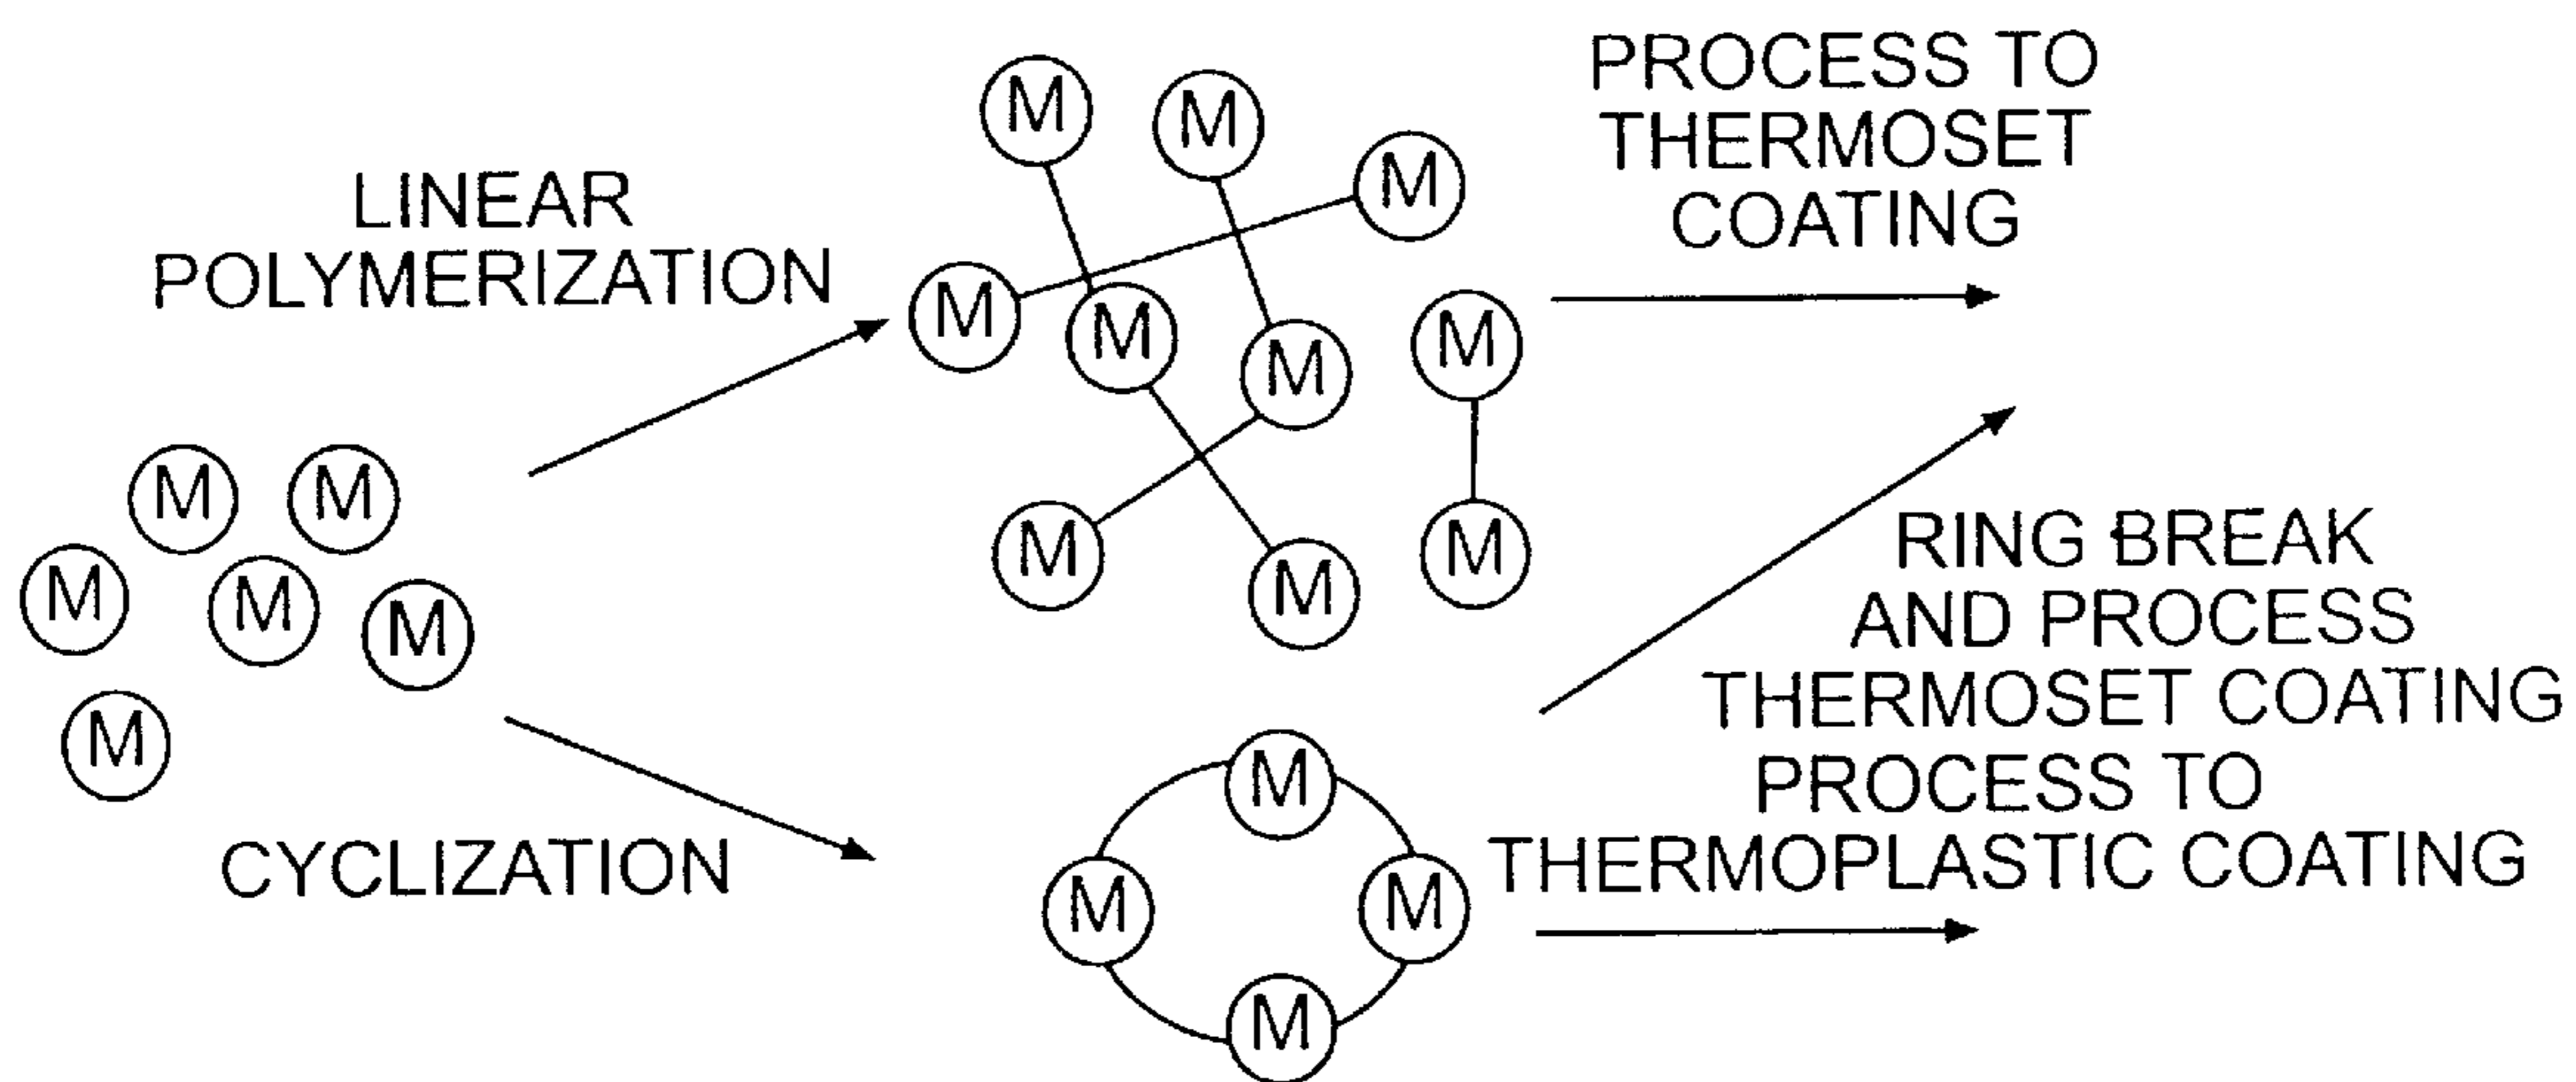 LINEAR
POLYMERIZATION
M M
M M M
M
CYCLIZATION
M M M
M M M M
M M M
M
M M
M
PROCESS TO
THERMOSET
COATING
RING BREAK
AND PROCESS
THERMOSET COATING
PROCESS TO
THERMOPLASTIC COATING